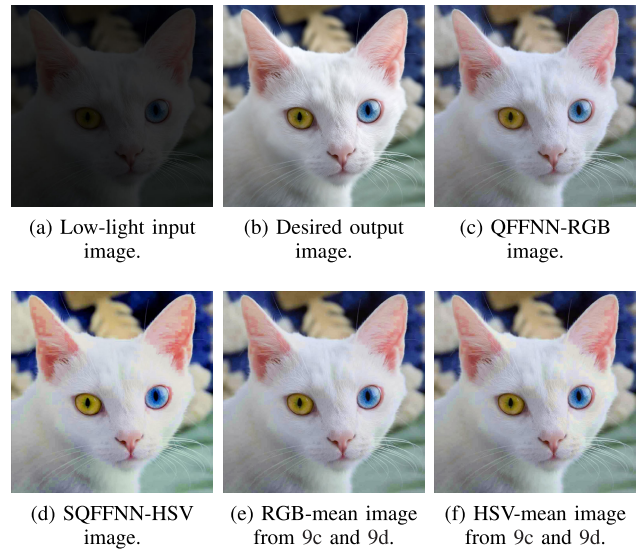 (a) Low-light input
image.
(b) Desired output
image.
(c) QFFNN-RGB
image.
(d) SQFFNN-HSV
image.
(e) RGB-mean image
from 9c and 9d.
(f) HSV-mean image
from 9c and 9d.